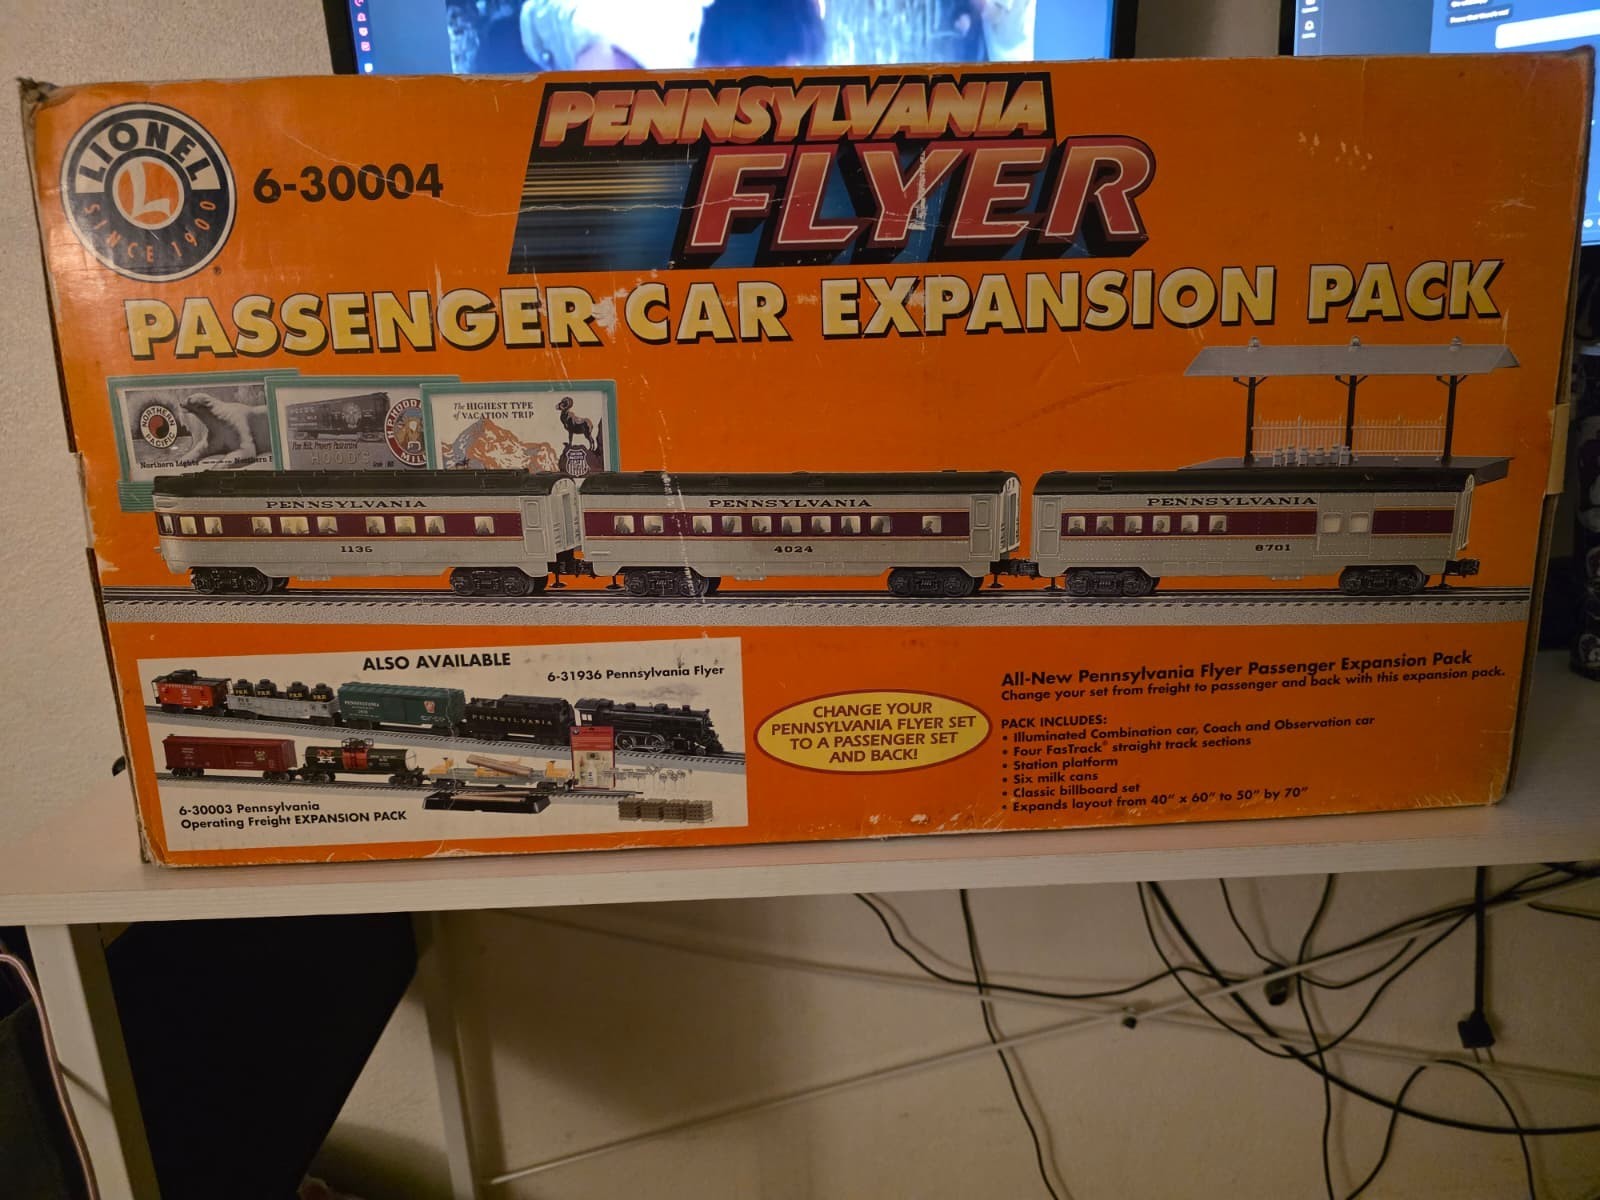 LIONEL
SINCE 1900
6-30004
PENNSYLVANIA
FLYER
PASSENGER CAR EXPANSION PACK
NORTHERN PACIFIC
Northern Lights
Northern
HOOD'S
The HIGHEST TYPE
of VACATION TRIP
PENNSYLVANIA
1136
PENNSYLVANIA
4024
PENNSYLVANIA
8701
ALSO AVAILABLE
6-31936 Pennsylvania Flyer
PENNSYLVANIA
6-30003 Pennsylvania
Operating Freight EXPANSION PACK
CHANGE YOUR
PENNSYLVANIA FLYER SET
TO A PASSENGER SET
AND BACK!
All-New Pennsylvania Flyer Passenger Expansion Pack
Change your set from freight to passenger and back with this expansion pack.
PACK INCLUDES:
• Illuminated Combination car, Coach and Observation car
• Four FasTrack® straight track sections
• Station platform
• Six milk cans
• Classic billboard set
• Expands layout from 40" x 60" to 50" by 70"